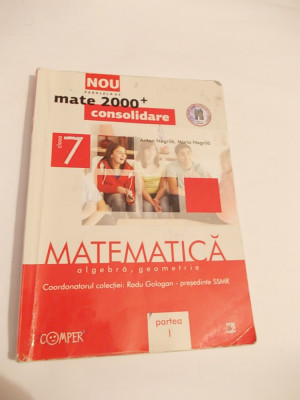 NOU
mate 2000+
consolidare
Anton Negrilă, Maria Negrilă
clasa
7
MATEMATICĂ
algebră, geometrie
Coordonatorul colecției: Radu Gologan - președinte SSMR
COMPER
partea
I